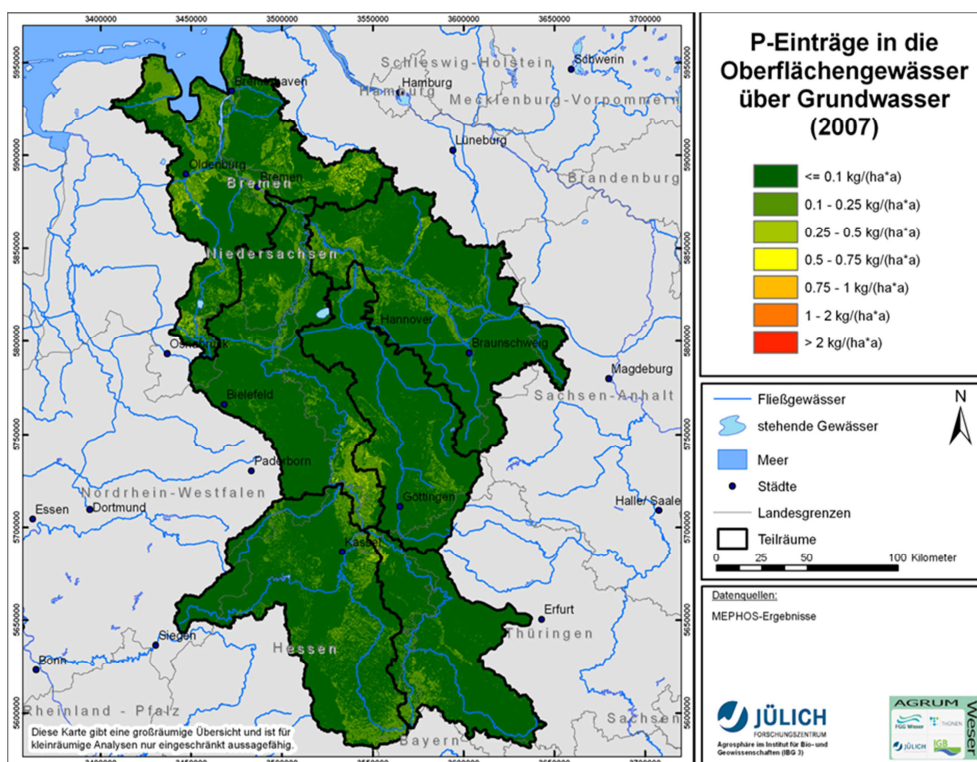 3400000 3450000 3500000 3550000 3600000 3650000 3700000
5950000
5900000
5850000
5800000
5750000
5700000
5650000
5600000
Schwerin
Schleswig-Holstein
Hamburg
Hamburg
Mecklenburg-Vorpommern
Bremerhaven
Lüneburg
Oldenburg
Bremen
Bremen
Brandenburg
Niedersachsen
Hannover
Osnabrück
Braunschweig
Magdeburg
Sachsen-Anhalt
Bielefeld
Paderborn
Nordrhein-Westfalen
Essen
Dortmund
Göttingen
Halle/ Saale
Kassel
Erfurt
Thüringen
Siegen
Hessen
Bonn
Rheinland - Pfalz
Sachsen
Bayern
Diese Karte gibt eine großräumige Übersicht und ist für
kleinräumige Analysen nur eingeschränkt aussagefähig.
P-Einträge in die
Oberflächengewässer
über Grundwasser
(2007)
<= 0.1 kg/(ha*a)
0.1 - 0.25 kg/(ha*a)
0.25 - 0.5 kg/(ha*a)
0.5 - 0.75 kg/(ha*a)
0.75 - 1 kg/(ha*a)
1 - 2 kg/(ha*a)
> 2 kg/(ha*a)
Fließgewässer
stehende Gewässer
Meer
Städte
Landesgrenzen
Teilräume
N
0 25 50 100 Kilometer
Datenquellen:
MEPHOS-Ergebnisse
JÜLICH
FORSCHUNGSZENTRUM
Agrosphäre im Institut für Bio- und
Geowissenschaften (IBG 3)
AGRUM
Weser
FGG Weser
THÜNEN
JÜLICH
IGB